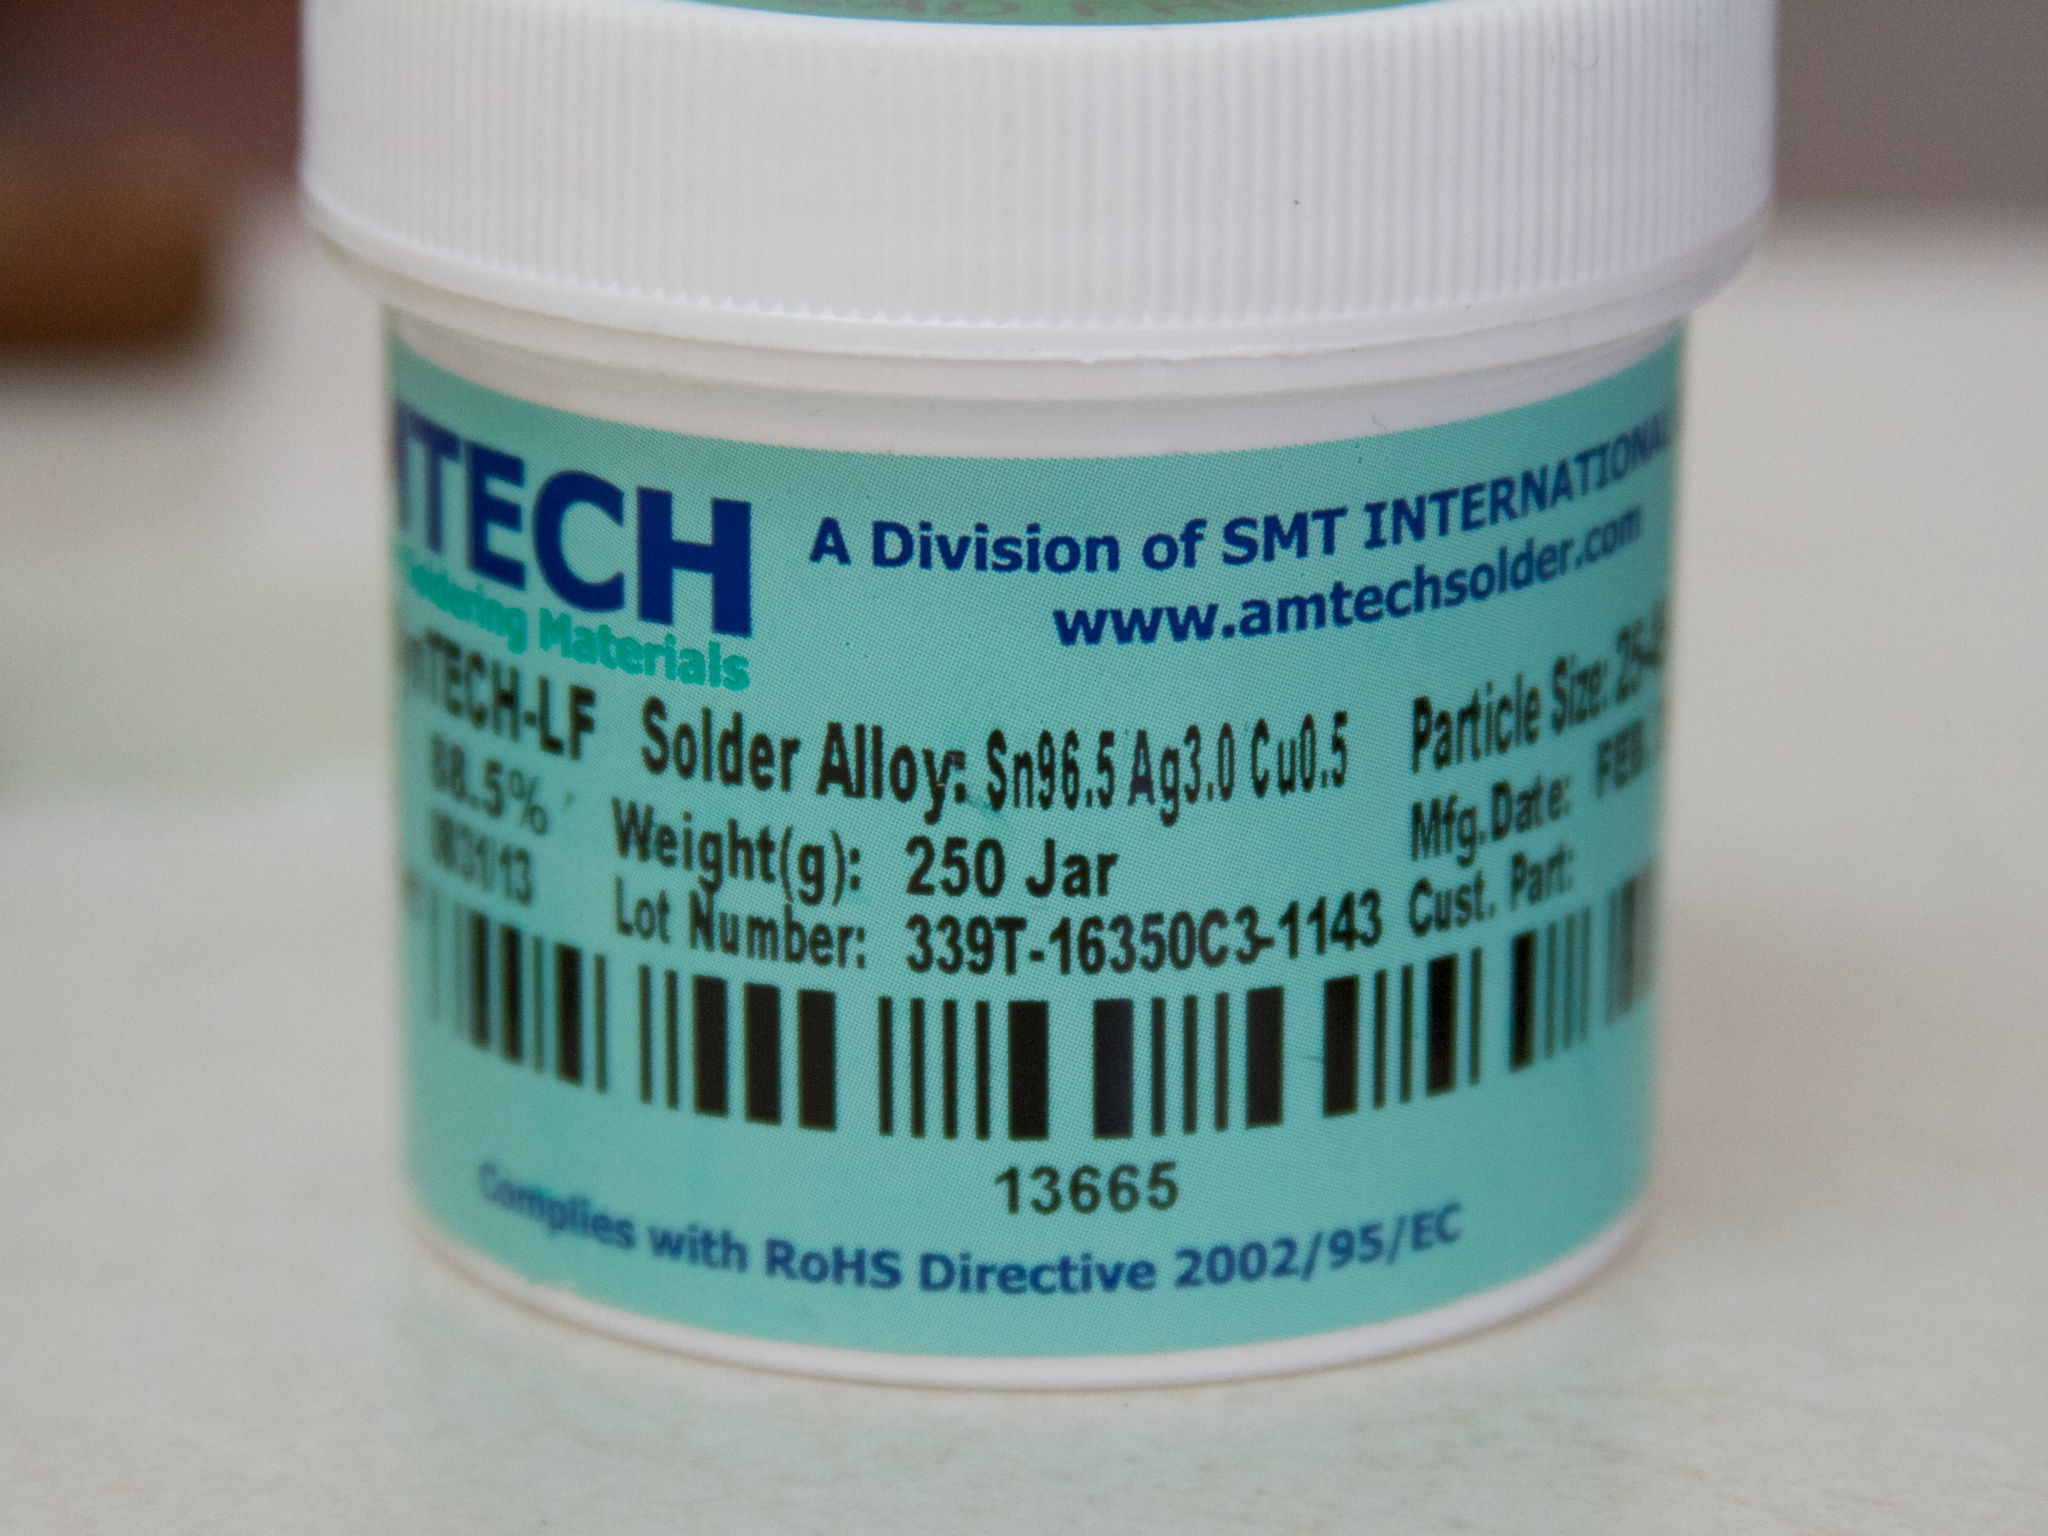 TECH
A Division of SMT INTERNATIONAL
www.amtechsolder.com
Soldering Materials
TECH-LF Solder Alloy: Sn96.5 Ag3.0 Cu0.5 Particle Size:
88.5% Weight(g): 250 Jar Mfg.Date: FEB.
Lot Number: 339T-16350C3-1143 Cust. Part:
13665
Complies with RoHS Directive 2002/95/EC